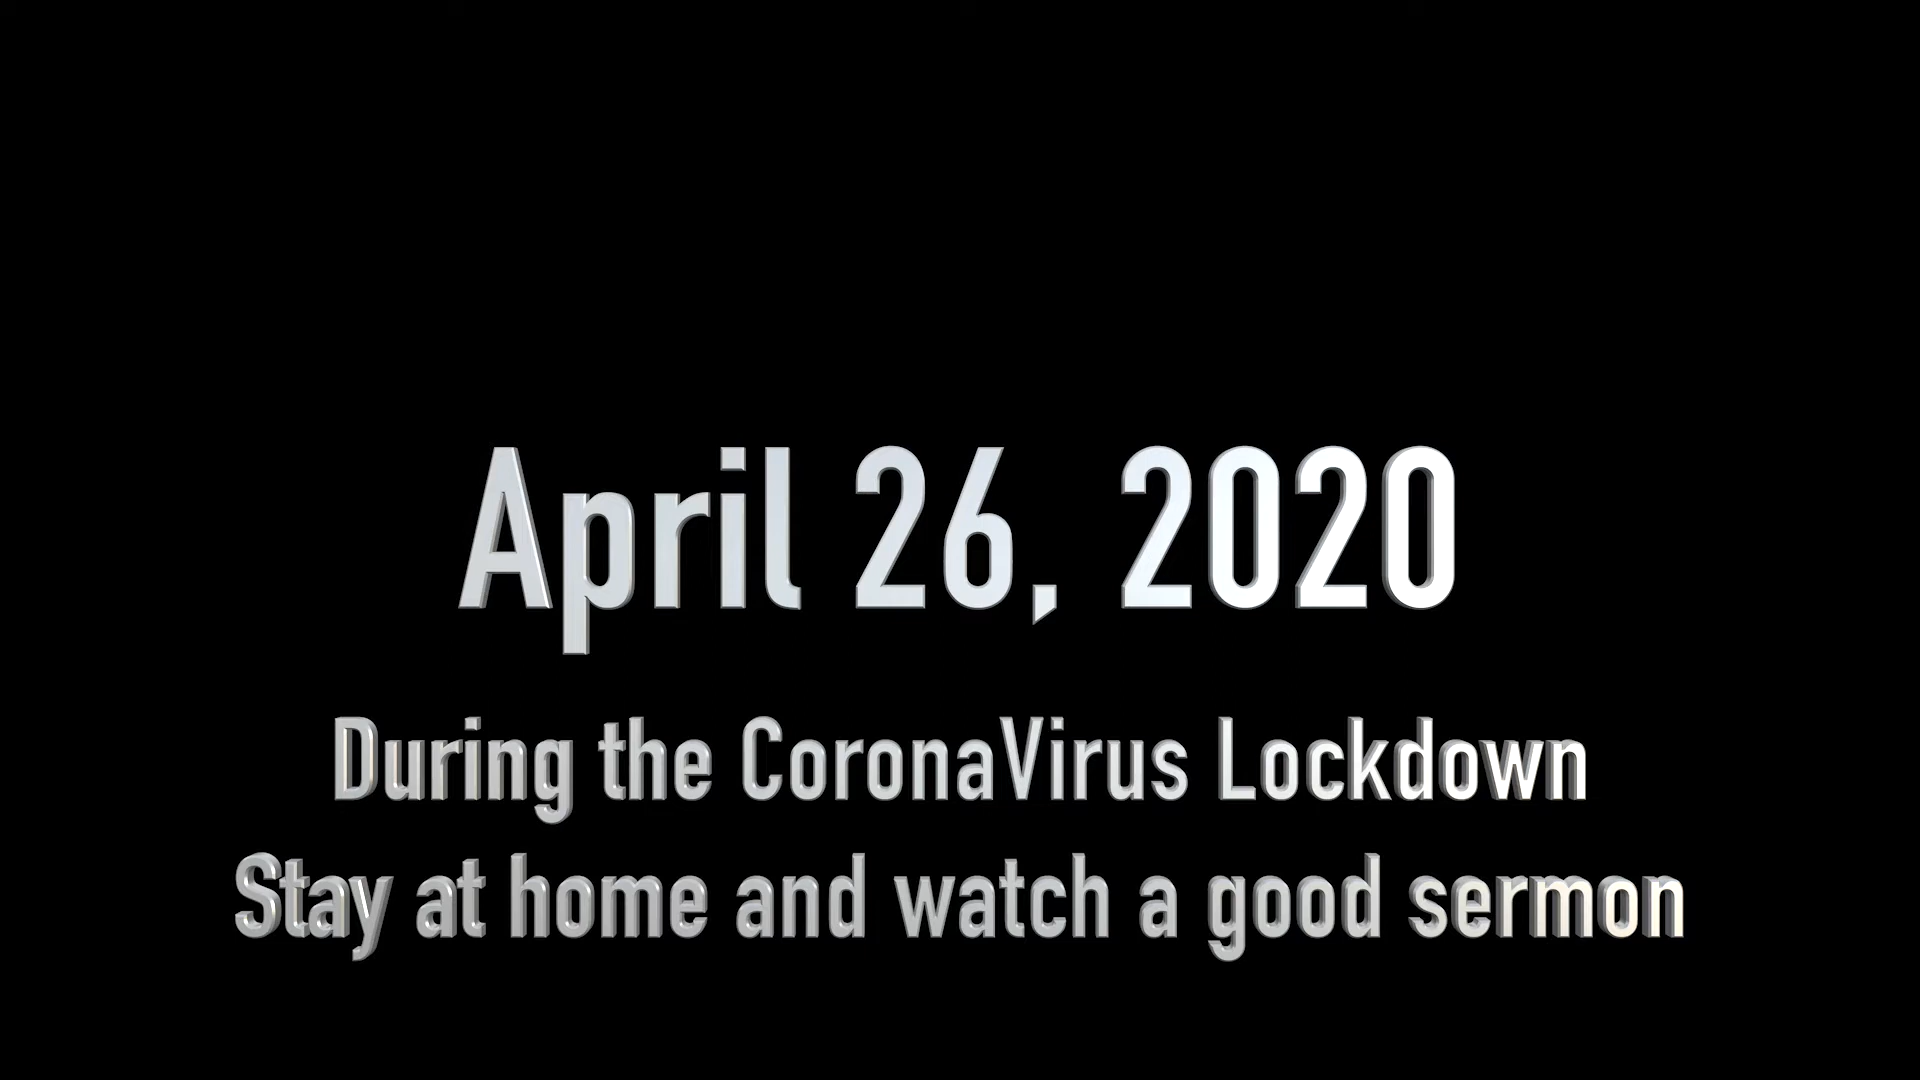 April 26, 2020
During the CoronaVirus Lockdown
Stay at home and watch a good sermon